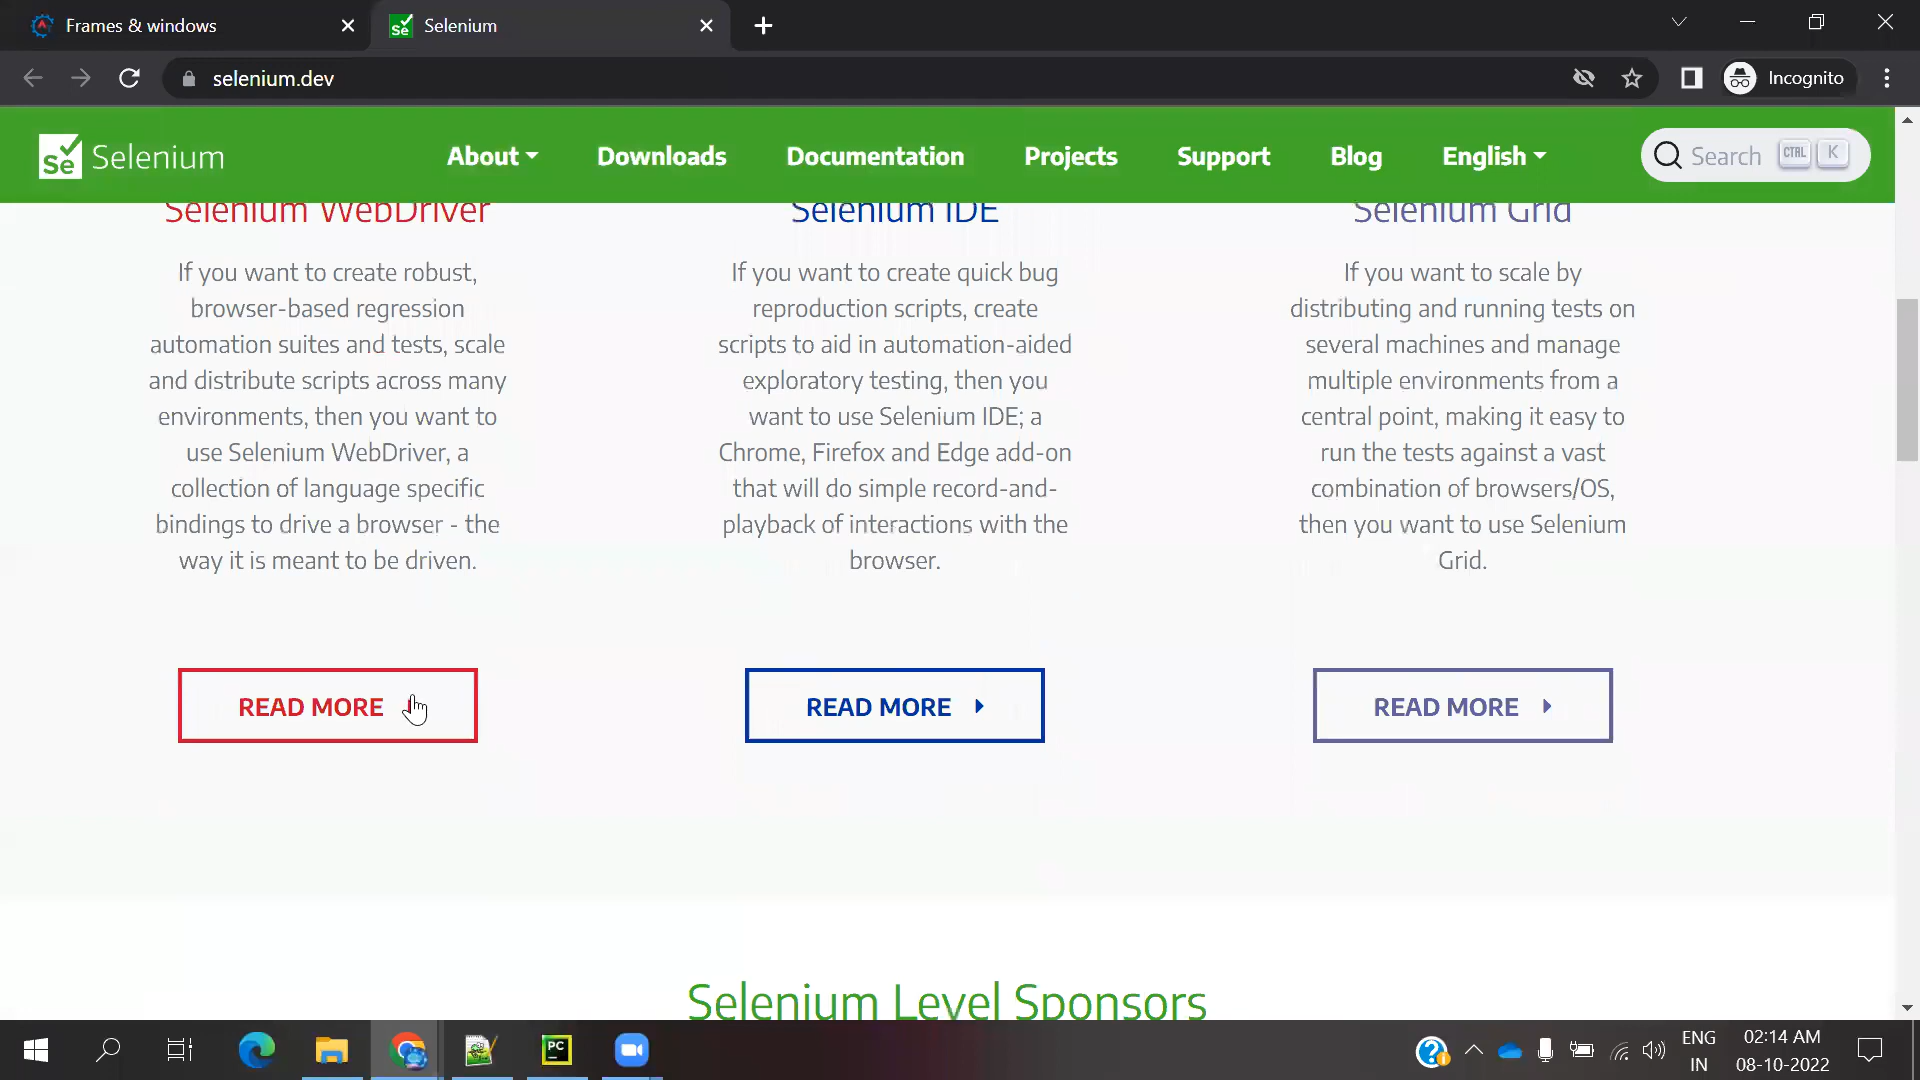 Frames & windows
Selenium
selenium.dev
Incognito
Se Selenium
About
Downloads
Documentation
Projects
Support
Blog
English
Search CTRL K
Selenium WebDriver
If you want to create robust,
browser-based regression
automation suites and tests, scale
and distribute scripts across many
environments, then you want to
use Selenium WebDriver, a
collection of language specific
bindings to drive a browser - the
way it is meant to be driven.
READ MORE
Selenium IDE
If you want to create quick bug
reproduction scripts, create
scripts to aid in automation-aided
exploratory testing, then you
want to use Selenium IDE; a
Chrome, Firefox and Edge add-on
that will do simple record-and-
playback of interactions with the
browser.
READ MORE
Selenium Grid
If you want to scale by
distributing and running tests on
several machines and manage
multiple environments from a
central point, making it easy to
run the tests against a vast
combination of browsers/OS,
then you want to use Selenium
Grid.
READ MORE
Selenium Level Sponsors
PC
ENG
IN
02:14 AM
08-10-2022